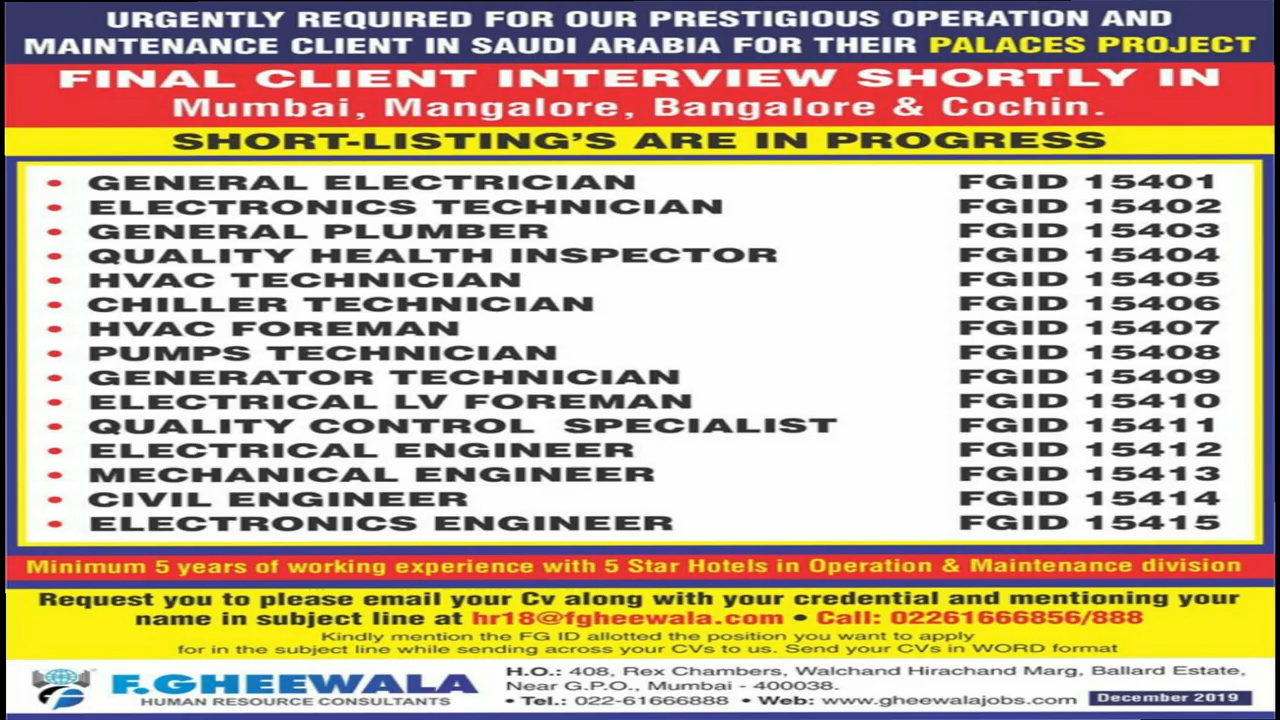 URGENTLY REQUIRED FOR OUR PRESTIGIOUS OPERATION AND
MAINTENANCE CLIENT IN SAUDI ARABIA FOR THEIR PALACES PROJECT
FINAL CLIENT INTERVIEW SHORTLY IN
Mumbai, Mangalore, Bangalore & Cochin.
SHORT-LISTING'S ARE IN PROGRESS
• GENERAL ELECTRICIAN FGID 15401
• ELECTRONICS TECHNICIAN FGID 15402
• GENERAL PLUMBER FGID 15403
• QUALITY HEALTH INSPECTOR FGID 15404
• HVAC TECHNICIAN FGID 15405
• CHILLER TECHNICIAN FGID 15406
• HVAC FOREMAN FGID 15407
• PUMPS TECHNICIAN FGID 15408
• GENERATOR TECHNICIAN FGID 15409
• ELECTRICAL LV FOREMAN FGID 15410
• QUALITY CONTROL SPECIALIST FGID 15411
• ELECTRICAL ENGINEER FGID 15412
• MECHANICAL ENGINEER FGID 15413
• CIVIL ENGINEER FGID 15414
• ELECTRONICS ENGINEER FGID 15415
Minimum 5 years of working experience with 5 Star Hotels in Operation & Maintenance division
Request you to please email your Cv along with your credential and mentioning your
name in subject line at hr18@fgheewala.com • Call: 02261666856/888
Kindly mention the FG ID allotted the position you want to apply
for in the subject line while sending across your CVs to us. Send your CVs in WORD format
F.GHEEWALA
HUMAN RESOURCE CONSULTANTS
H.O.: 408, Rex Chambers, Walchand Hirachand Marg, Ballard Estate,
Near G.P.O., Mumbai - 400038.
• Tel.: 022-61666888 • Web: www.gheewalajobs.com December 2019